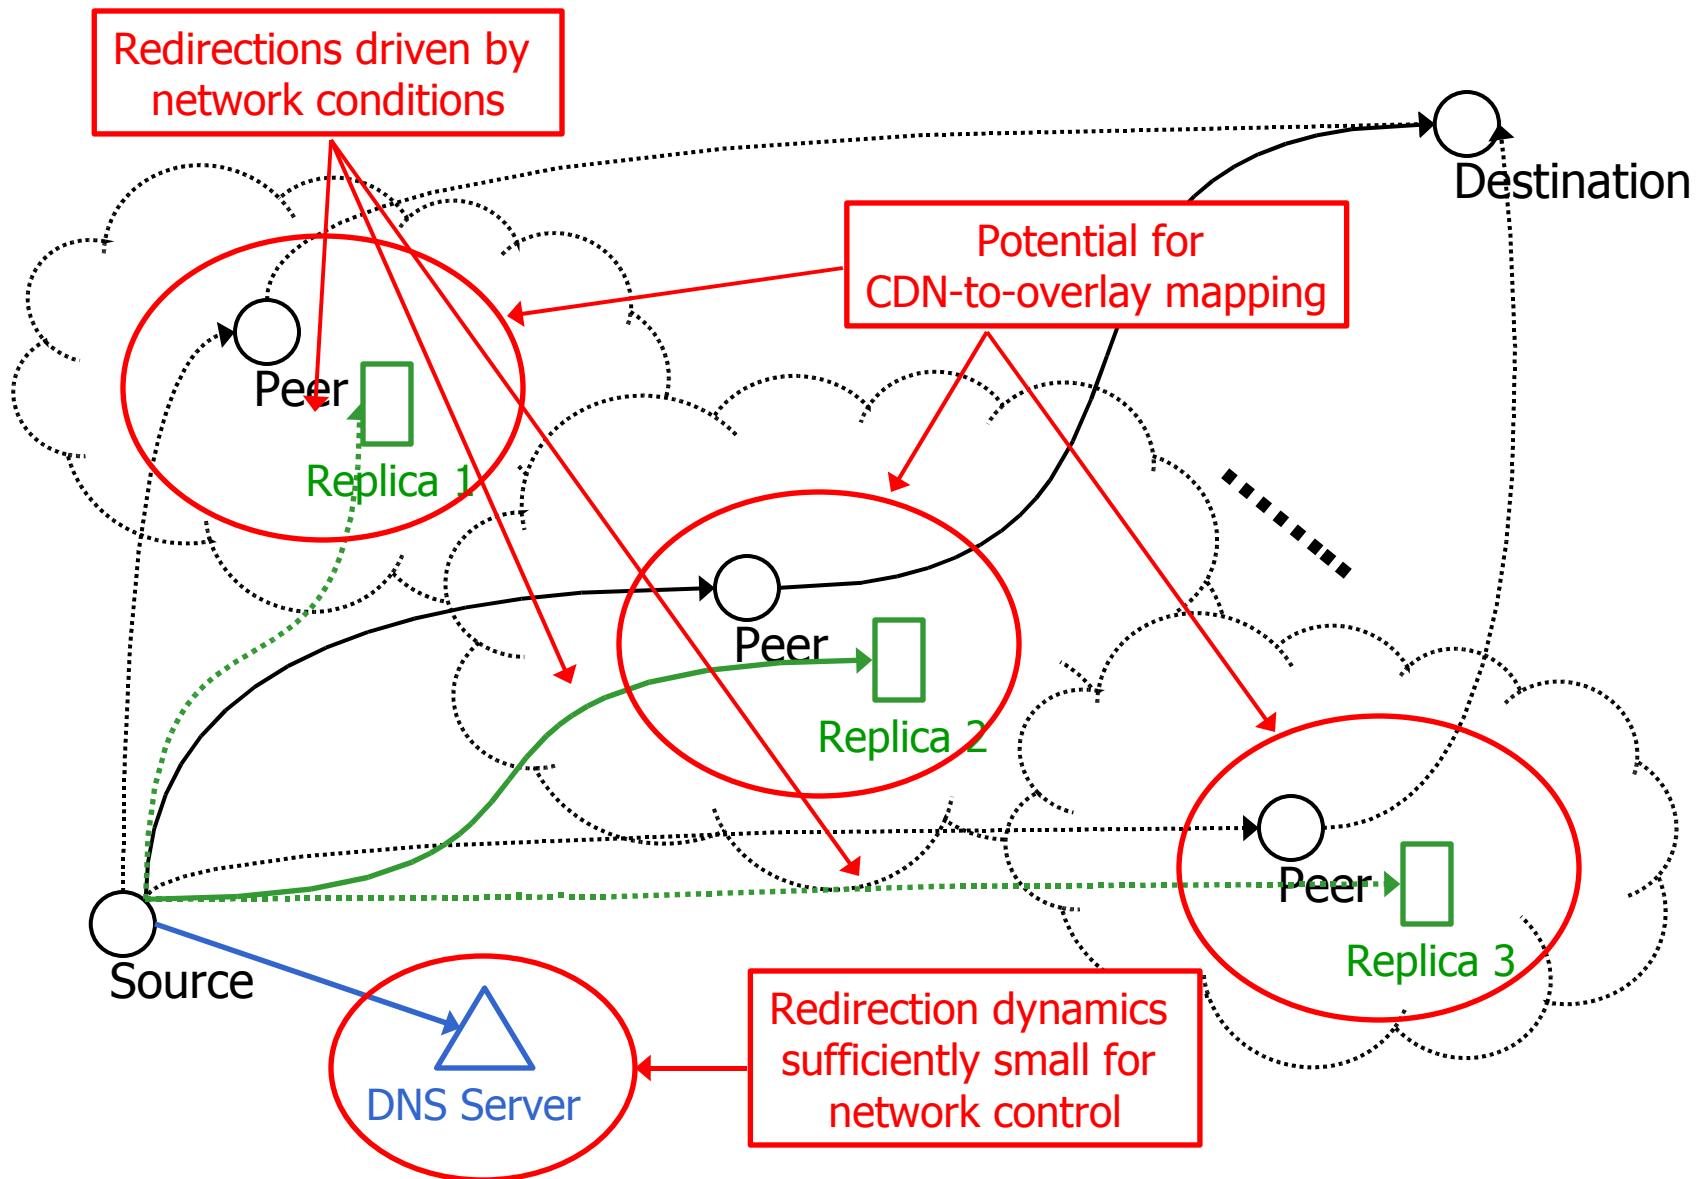 Redirections driven by
network conditions
Destination
Potential for
CDN-to-overlay mapping
Peer
Replica 1
Peer
Replica 2
Peer
Replica 3
Source
DNS Server
Redirection dynamics
sufficiently small for
network control